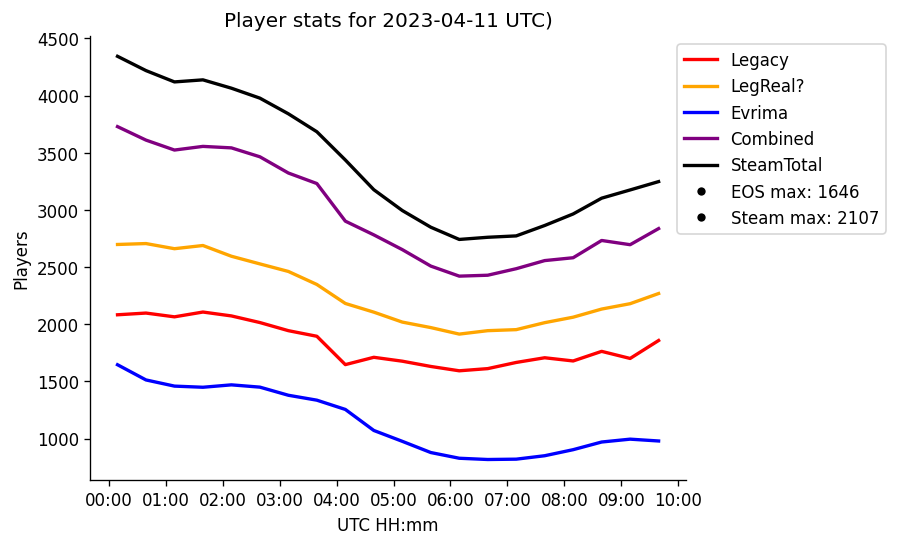 Player stats for 2023-04-11 UTC)
4500
4000
3500
3000
2500
2000
1500
1000
Players
00:00 01:00 02:00 03:00 04:00 05:00 06:00 07:00 08:00 09:00 10:00
UTC HH:mm
Legacy
LegReal?
Evrima
Combined
SteamTotal
EOS max: 1646
Steam max: 2107